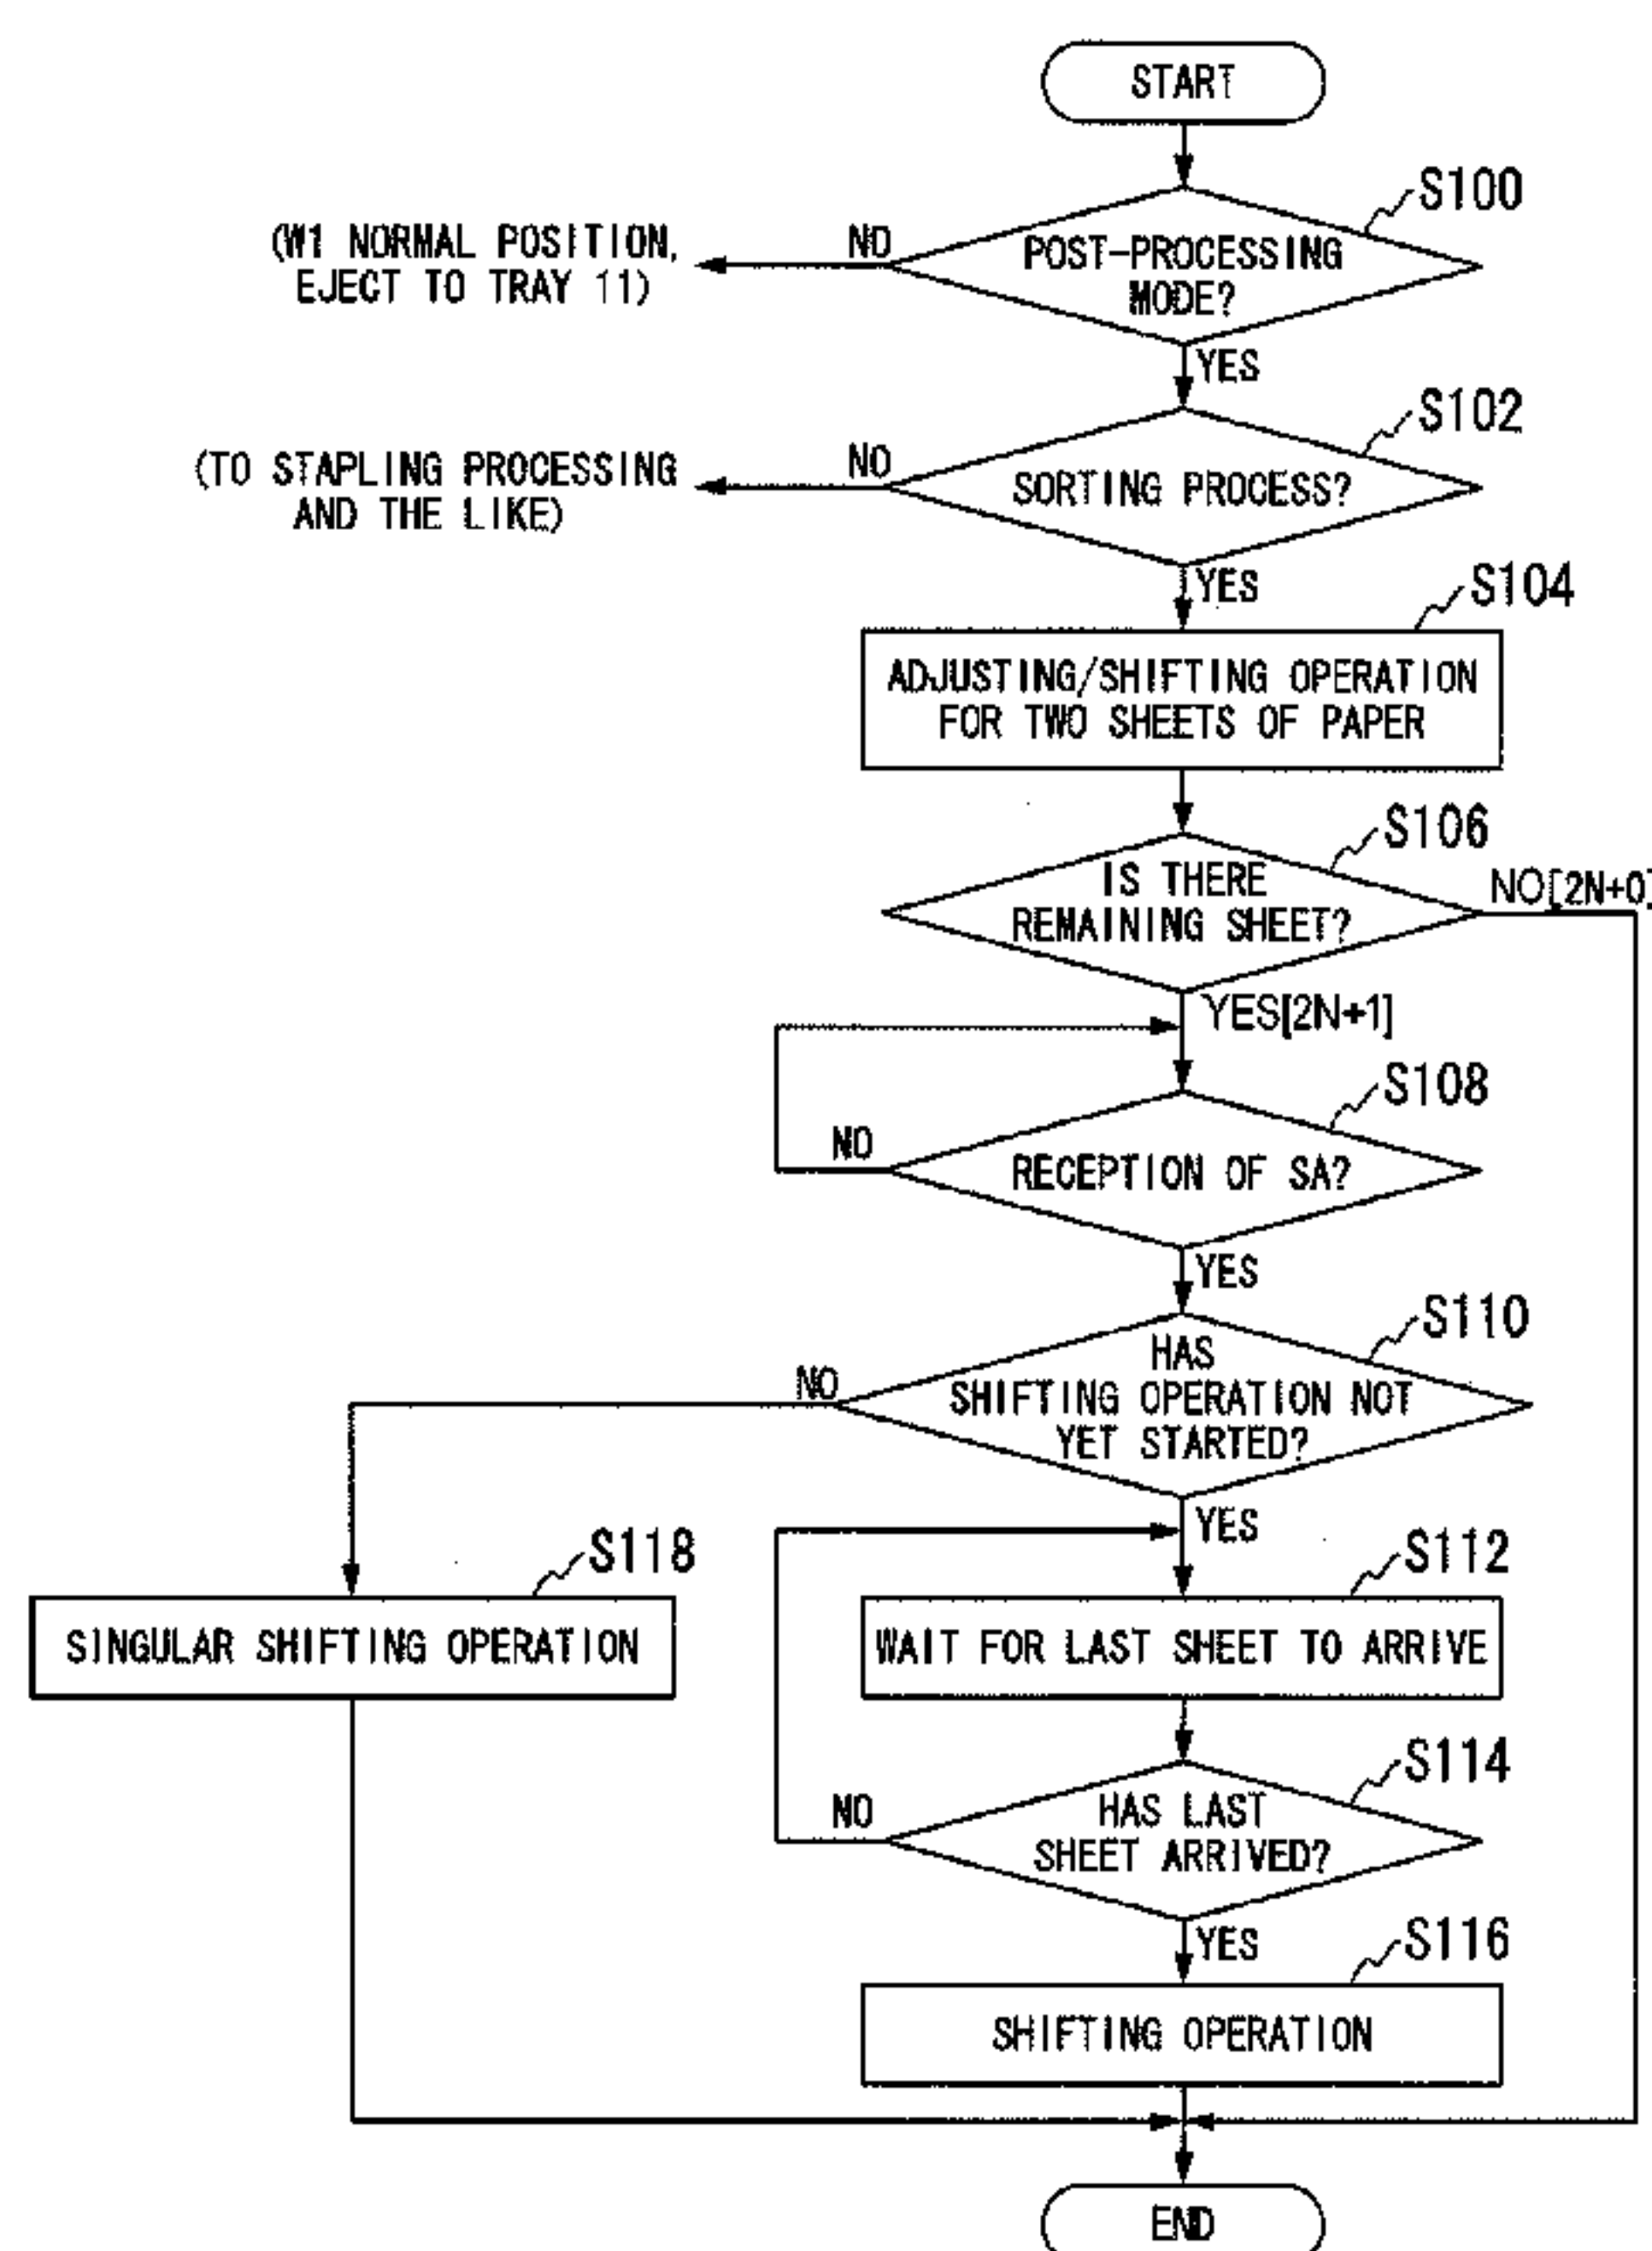 START
S100
(W1 NORMAL POSITION,
EJECT TO TRAY 11)
NO
POST-PROCESSING
MODE?
YES
S102
(TO STAPLING PROCESSING
AND THE LIKE)
NO
SORTING PROCESS?
YES
S104
ADJUSTING/SHIFTING OPERATION
FOR TWO SHEETS OF PAPER
S106
IS THERE
REMAINING SHEET?
NO[2N+0]
YES[2N+1]
S108
NO
RECEPTION OF SA?
YES
S110
NO
HAS
SHIFTING OPERATION NOT
YET STARTED?
YES
S118
S112
SINGULAR SHIFTING OPERATION
WAIT FOR LAST SHEET TO ARRIVE
S114
NO
HAS LAST
SHEET ARRIVED?
YES
S116
SHIFTING OPERATION
END